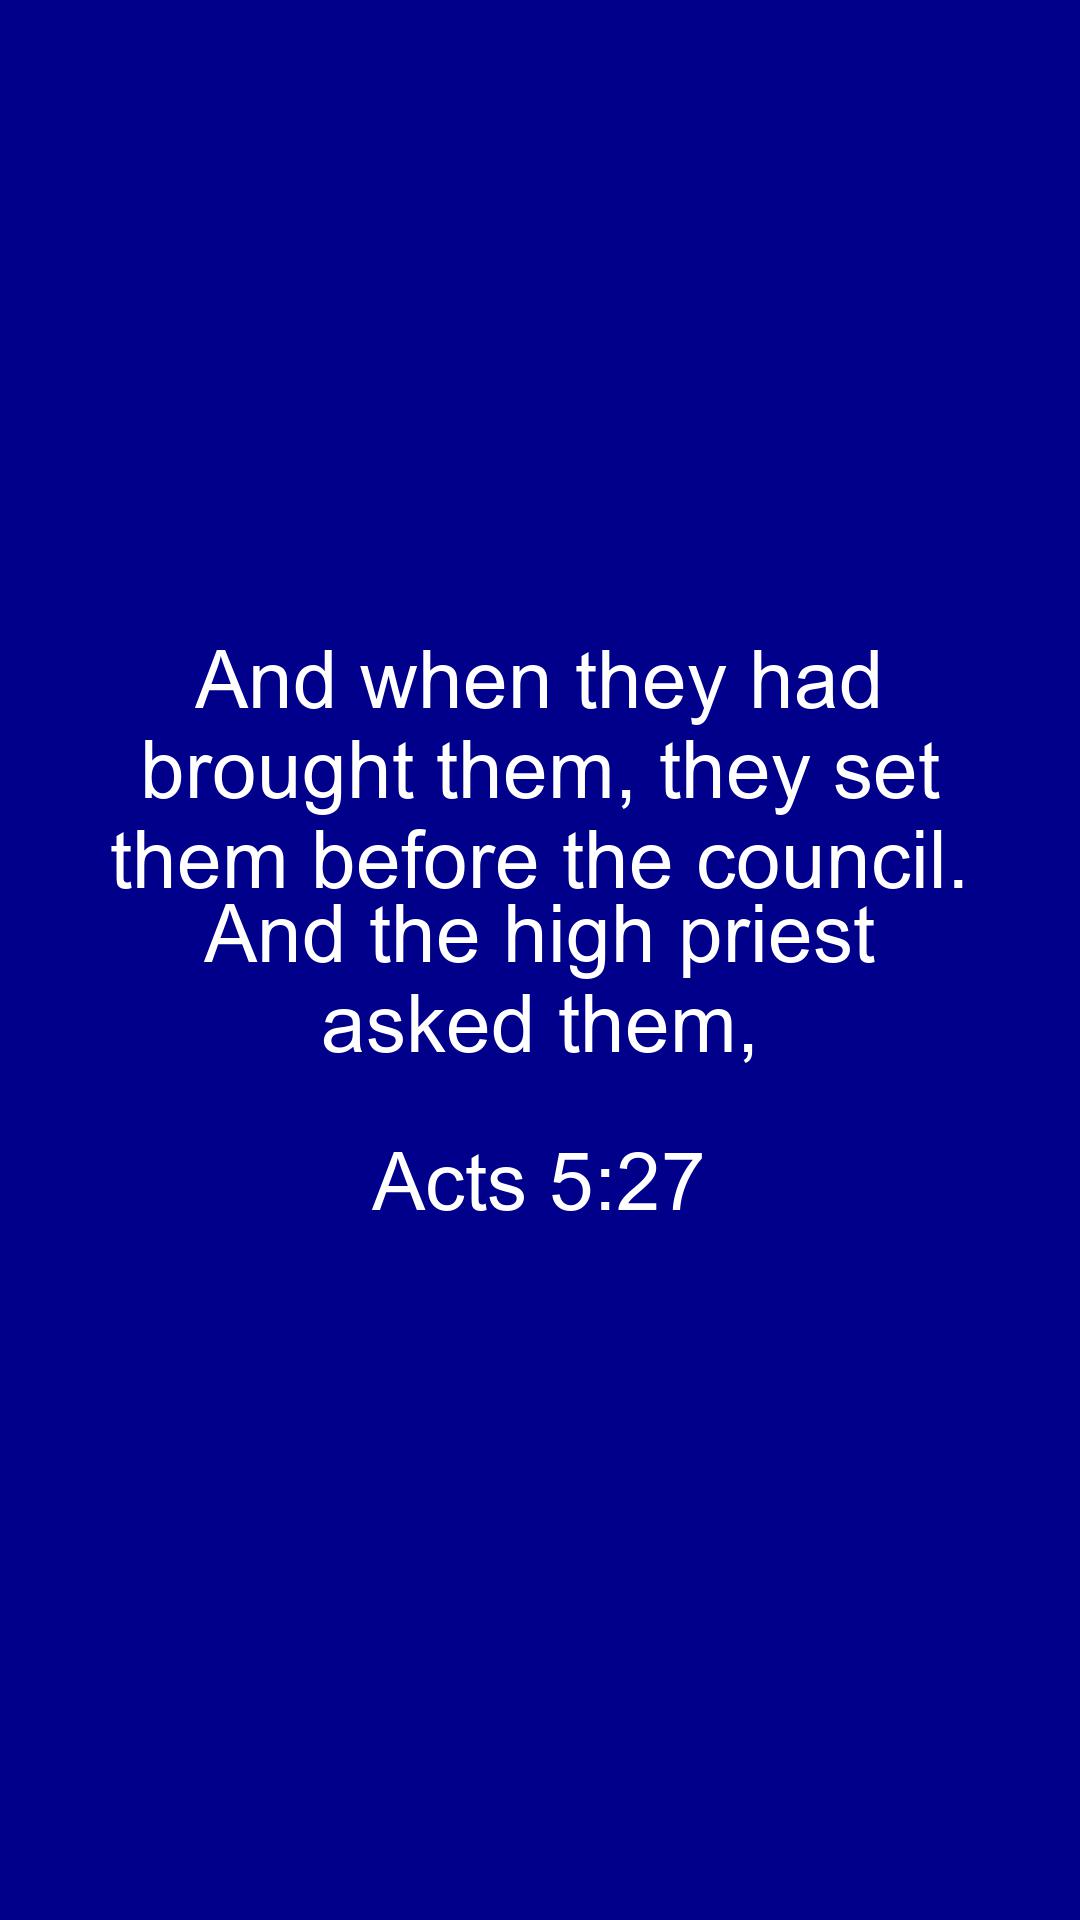 And when they had
brought them, they set
them before the council.
And the high priest
asked them,
Acts 5:27